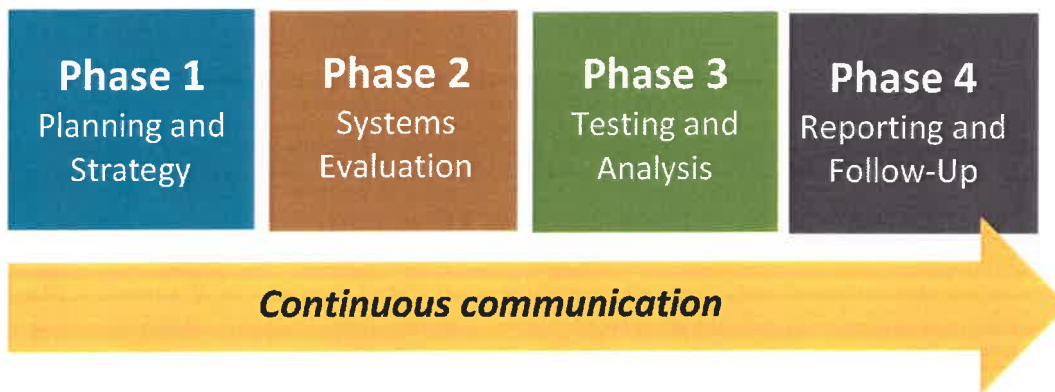 Phase 1
Planning and
Strategy
Phase 2
Systems
Evaluation
Phase 3
Testing and
Analysis
Phase 4
Reporting and
Follow-Up
Continuous communication